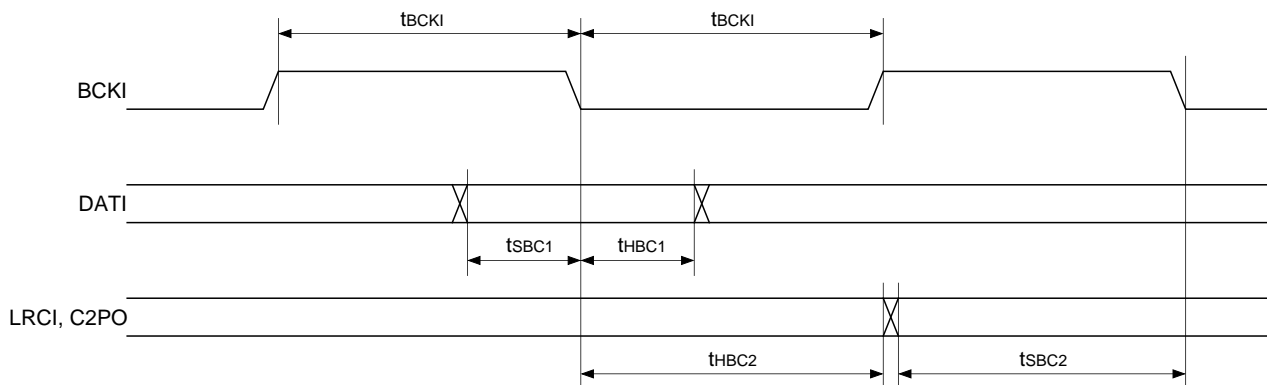 tBCKI tBCKI
BCKI
DATI
tSBC1 tHBC1
LRCI, C2PO
tHBC2 tSBC2